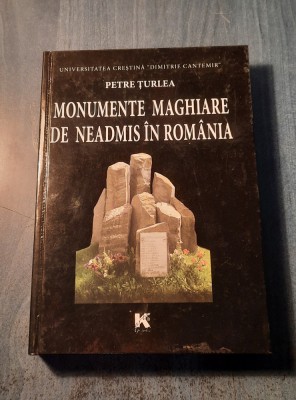 UNIVERSITATEA CREȘTINĂ "DIMITRIE CANTEMIR"
PETRE ȚURLEA
MONUMENTE MAGHIARE
DE NEADMIS ÎN ROMÂNIA
K